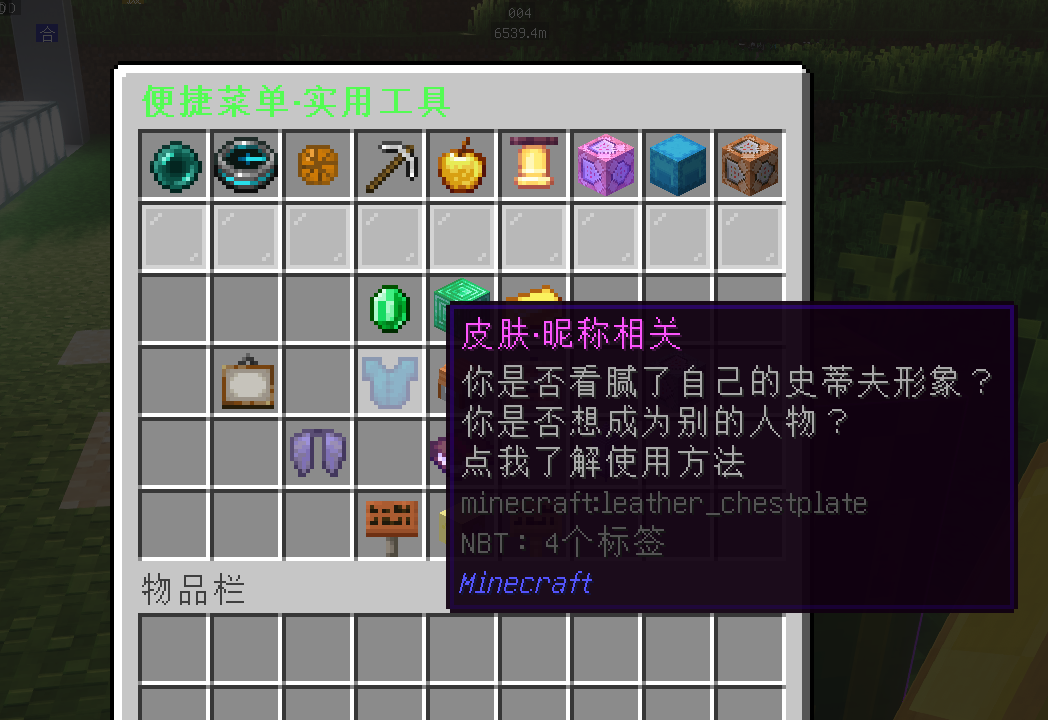 合
004
6539.4m
便捷菜单·实用工具
皮肤·昵称相关
你是否看腻了自己的史蒂夫形象？
你是否想成为别的人物？
点我了解使用方法
minecraft:leather_chestplate
NBT：4个标签
Minecraft
物品栏